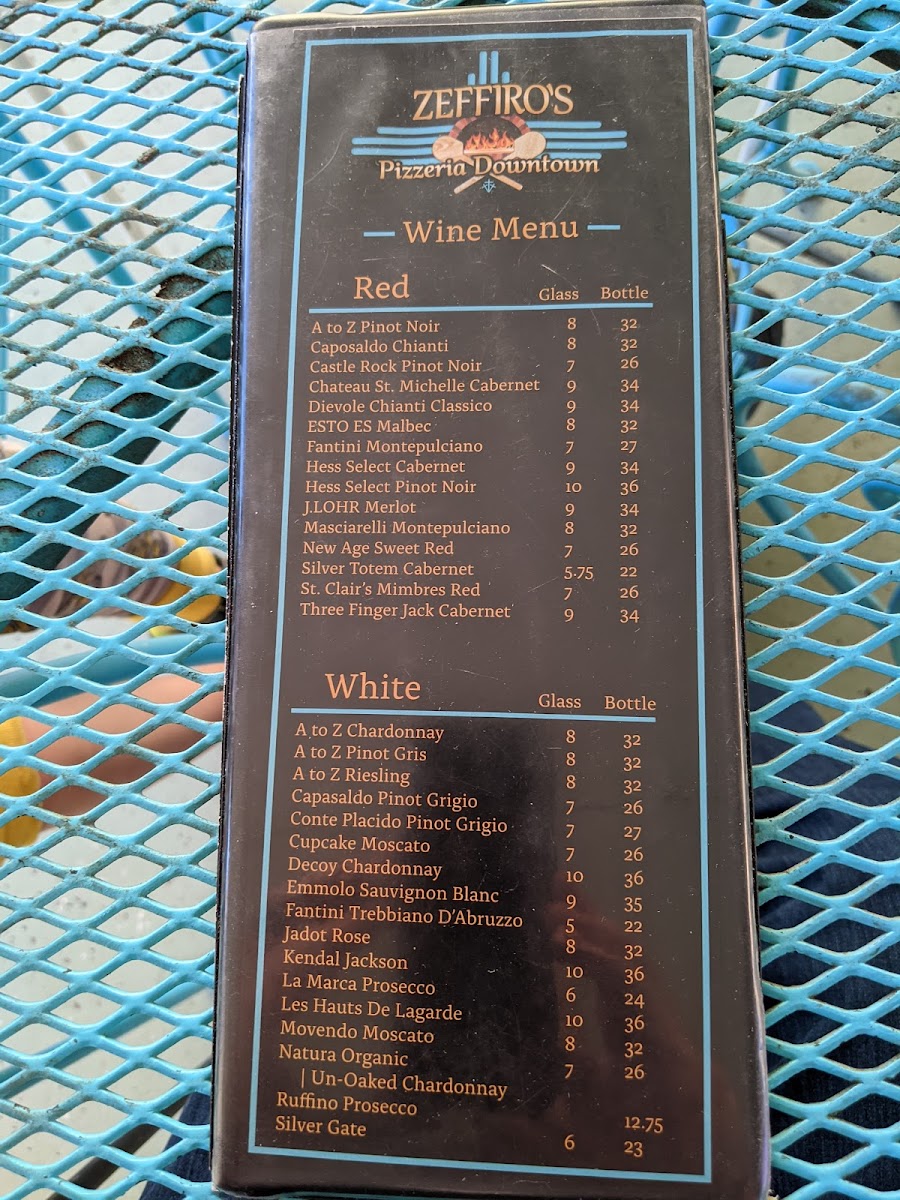 ZEFFIRO'S
Pizzeria Downtown
Wine Menu
Red Glass Bottle
A to Z Pinot Noir 8 32
Caposaldo Chianti 8 32
Castle Rock Pinot Noir 7 26
Chateau St. Michelle Cabernet 9 34
Dievole Chianti Classico 9 34
ESTO ES Malbec 8 32
Fantini Montepulciano 7 27
Hess Select Cabernet 9 34
Hess Select Pinot Noir 10 36
J.LOHR Merlot 9 34
Masciarelli Montepulciano 8 32
New Age Sweet Red 7 26
Silver Totem Cabernet 5.75 22
St. Clair's Mimbres Red 7 26
Three Finger Jack Cabernet 9 34
White Glass Bottle
A to Z Chardonnay 8 32
A to Z Pinot Gris 8 32
A to Z Riesling 8 32
Capasaldo Pinot Grigio 7 26
Conte Placido Pinot Grigio 7 27
Cupcake Moscato 7 26
Decoy Chardonnay 10 36
Emmolo Sauvignon Blanc 9 35
Fantini Trebbiano D'Abruzzo 5 22
Jadot Rose 8 32
Kendal Jackson 10 36
La Marca Prosecco 6 24
Les Hauts De Lagarde 10 36
Movendo Moscato 8 32
Natura Organic 7 26
| Un-Oaked Chardonnay
Ruffino Prosecco 12.75
Silver Gate 6 23